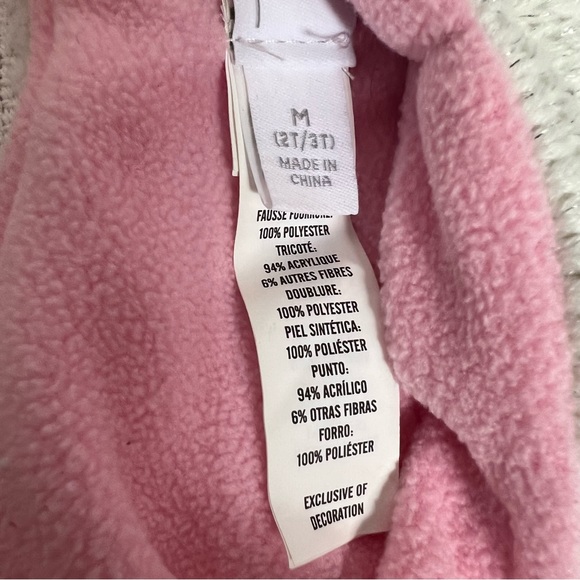 M
(2T/3T)
MADE IN
CHINA
FAUSSE FOURRURE:
100% POLYESTER
TRICOTÉ:
94% ACRYLIQUE
6% AUTRES FIBRES
DOUBLURE:
100% POLYESTER
PIEL SINTÉTICA:
100% POLIÉSTER
PUNTO:
94% ACRÍLICO
6% OTRAS FIBRAS
FORRO:
100% POLIÉSTER
EXCLUSIVE OF
DECORATION